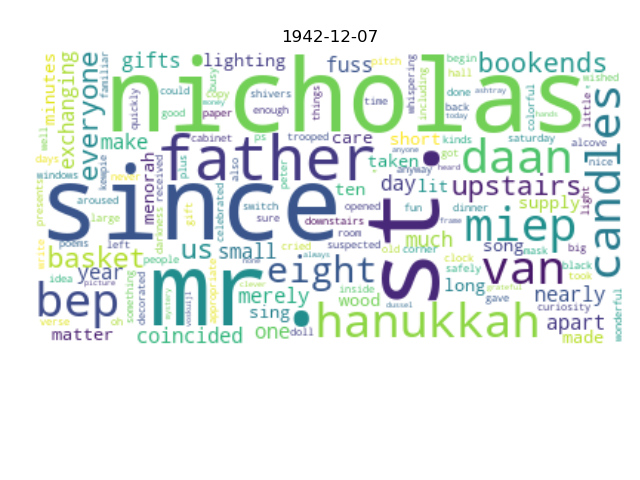 1942-12-07
minutes
exchanging
everyone
familiar
gifts
lighting
fuss
pitch
whispering
including
begin
hall
bookends
wished
quickly
could
busy
copy
money
shivers
things
kinds
done
colorful
hands
little
good
paper
enough
time
back
today
ashtray
nicholas
well
days
windows
presents
kempie
make
never
menorah
received
father
cabinet
ps
trooped
care
short
got
saturday
alcove
nice
anyone
taken
daan
candles
aroused
plus
also
peter
ten
anyway
heard
day
lit
upstairs
light
since
st.
large
gift
celebrated
switch
opened
fun
dinner
supply
poems
left
darkness
sure
downstairs
room
much
frame
miep
write
basket
people
us
small
cried
suspected
old
corner
song
mask
big
idea
year
picture
something
decorated
mr.
appropriate
none
always
eight
clock
safely
van
black
took
bep
mystery
voskuijl
clever
merely
inside
wood
long
grateful
gave
nearly
curiosity
wonderful
verse
oh
sing
doll
dussel
hanukkah
apart
matter
coincided
one
made